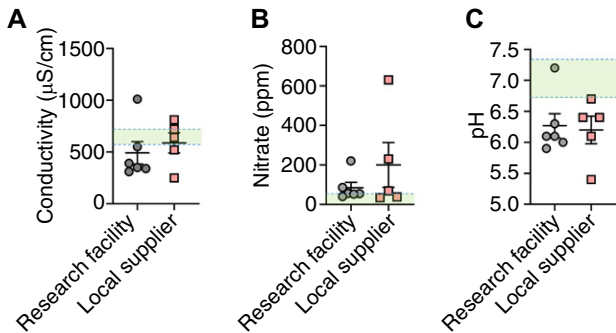 A
Conductivity (µS/cm)
1500
1000
500
0
Research facility
Local supplier
B
Nitrate (ppm)
800
600
400
200
0
Research facility
Local supplier
C
pH
7.5
7.0
6.5
6.0
5.5
5.0
Research facility
Local supplier